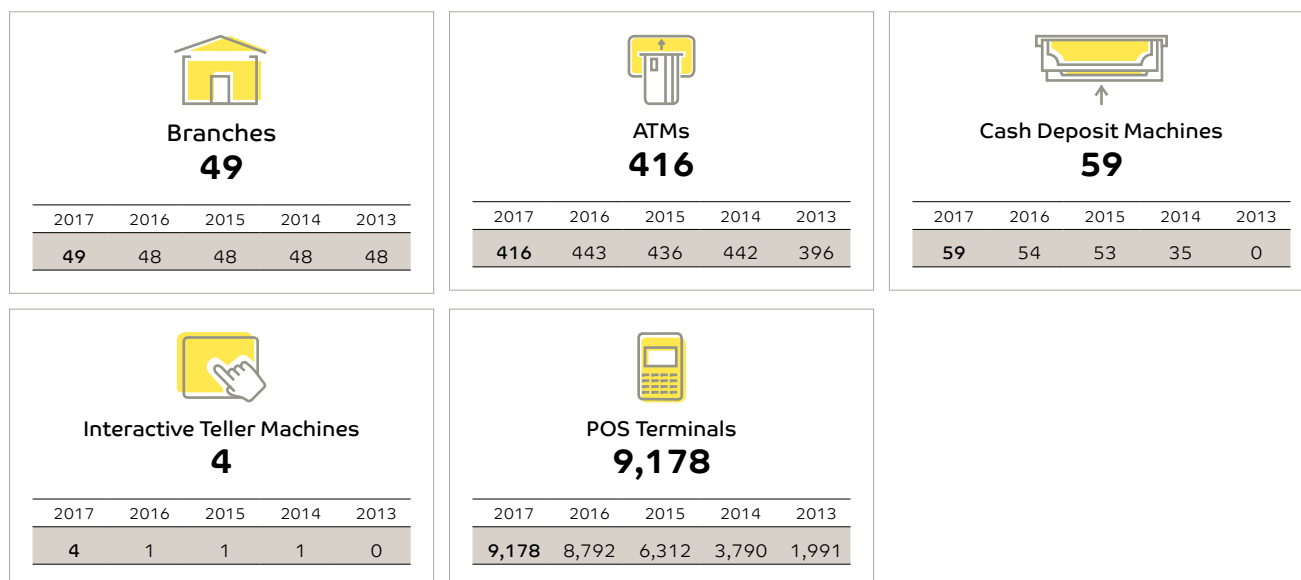 Branches
49
2017 2016 2015 2014 2013
49 48 48 48 48
ATMs
416
2017 2016 2015 2014 2013
416 443 436 442 396
Cash Deposit Machines
59
2017 2016 2015 2014 2013
59 54 53 35 0
Interactive Teller Machines
4
2017 2016 2015 2014 2013
4 1 1 1 0
POS Terminals
9,178
2017 2016 2015 2014 2013
9,178 8,792 6,312 3,790 1,991